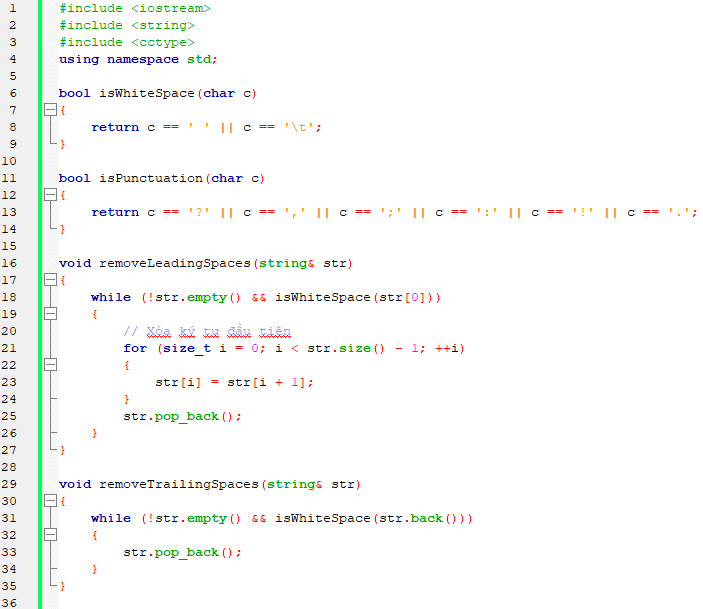 1 #include <iostream>
2 #include <string>
3 #include <cctype>
4 using namespace std;
5
6 bool isWhiteSpace(char c)
7 {
8     return c == ' ' || c == '\t';
9 }
10
11 bool isPunctuation(char c)
12 {
13     return c == '?' || c == ',' || c == ';' || c == ':' || c == '!' || c == '.';
14 }
15
16 void removeLeadingSpaces(string& str)
17 {
18     while (!str.empty() && isWhiteSpace(str[0]))
19     {
20         // Xóa ký tự đầu tiên
21         for (size_t i = 0; i < str.size() - 1; ++i)
22         {
23             str[i] = str[i + 1];
24         }
25         str.pop_back();
26     }
27 }
28
29 void removeTrailingSpaces(string& str)
30 {
31     while (!str.empty() && isWhiteSpace(str.back()))
32     {
33         str.pop_back();
34     }
35 }
36